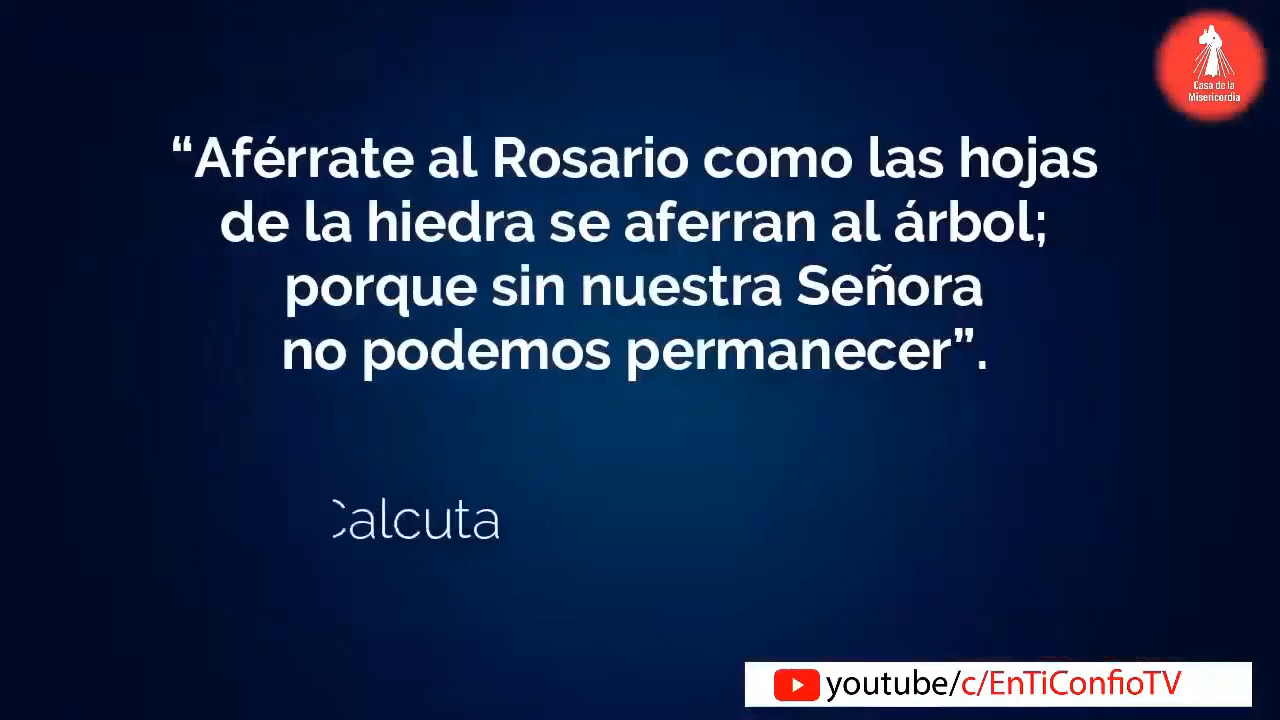 Casa de la
Misericordia
“Aférrate al Rosario como las hojas
de la hiedra se aferran al árbol;
porque sin nuestra Señora
no podemos permanecer”.
Calcuta
youtube/c/EnTiConfioTV